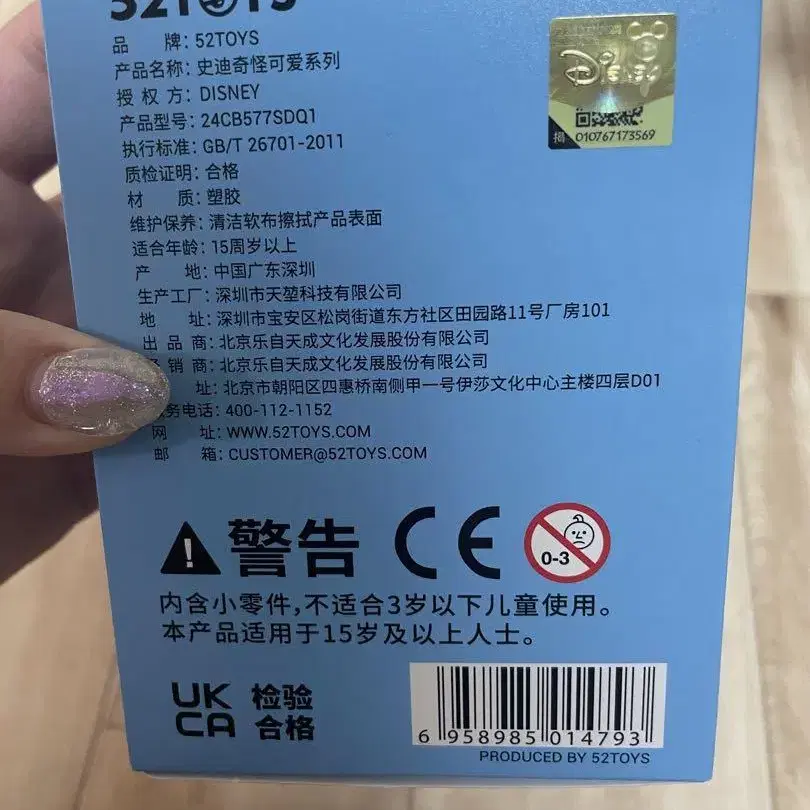 52TOYS
品 牌: 52TOYS
产品名称: 史迪奇怪可爱系列
授 权 方: DISNEY
产品型号: 24CB577SDQ1
执行标准: GB/T 26701-2011
质检证明: 合格
材 质: 塑胶
维护保养: 清洁软布擦拭产品表面
适合年龄: 15周岁以上
产 地: 中国广东深圳
生产工厂: 深圳市天堃科技有限公司
地 址: 深圳市宝安区松岗街道东方社区田园路11号厂房101
出 品 商: 北京乐自天成文化发展股份有限公司
销 商: 北京乐自天成文化发展股份有限公司
址: 北京市朝阳区四惠桥南侧甲一号伊莎文化中心主楼四层D01
务电话: 400-112-1152
网 址: WWW.52TOYS.COM
邮 箱: CUSTOMER@52TOYS.COM
Disney
揭 010767173569
警告 CE 0-3
内含小零件,不适合3岁以下儿童使用。
本产品适用于15岁及以上人士。
UK
CA
检验
合格
6 958985 014793
PRODUCED BY 52TOYS